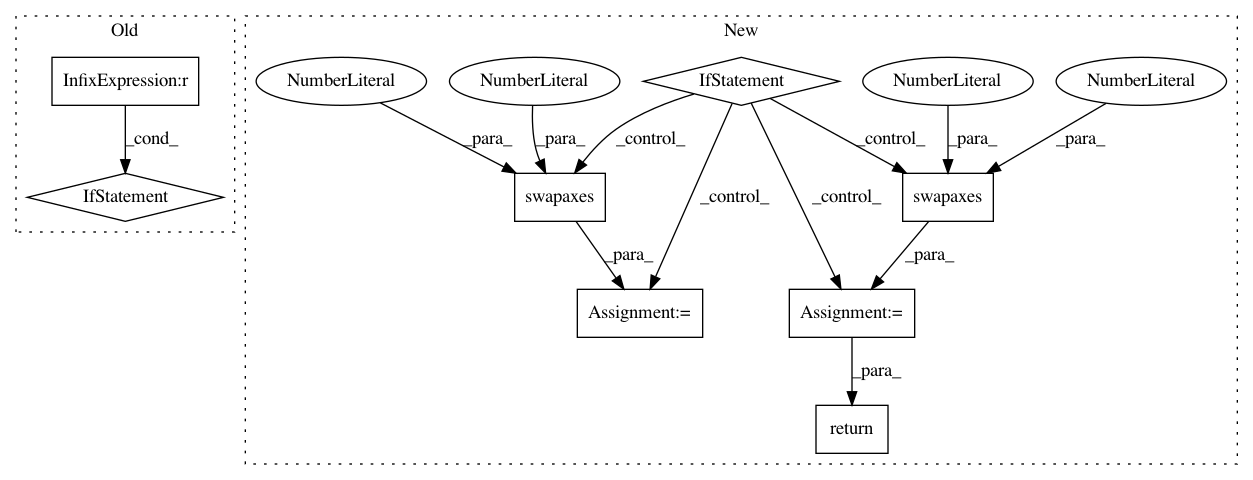 Old
New
InfixExpression:r
NumberLiteral
NumberLiteral
IfStatement
NumberLiteral
NumberLiteral
_cond_
_para_
_para_
_control_
_control_
_para_
_para_
IfStatement
swapaxes
_control_
_control_
swapaxes
_para_
_para_
Assignment:=
Assignment:=
_para_
return